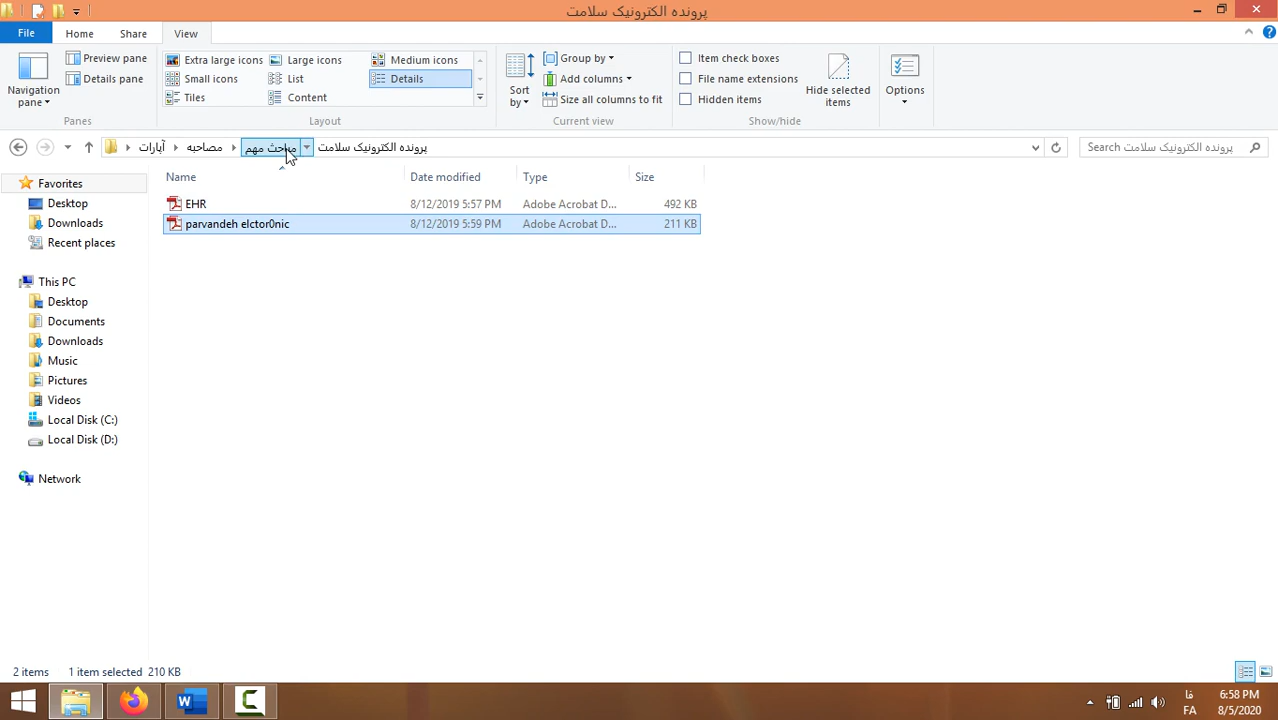 پرونده الکترونیک سلامت
File Home Share View
Preview pane
Details pane
Navigation pane
Extra large icons Large icons Medium icons
Small icons List Details
Tiles Content
Sort by
Group by
Add columns
Size all columns to fit
Item check boxes
File name extensions
Hidden items
Hide selected items
Options
Panes Layout Current view Show/hide
آپارات مصاحبه مباحث مهم پرونده الکترونیک سلامت
Search پرونده الکترونیک سلامت
Name Date modified Type Size
EHR 8/12/2019 5:57 PM Adobe Acrobat D... 492 KB
parvandeh elctor0nic 8/12/2019 5:59 PM Adobe Acrobat D... 211 KB
Favorites
Desktop
Downloads
Recent places
This PC
Desktop
Documents
Downloads
Music
Pictures
Videos
Local Disk (C:)
Local Disk (D:)
Network
2 items 1 item selected 210 KB
فا
FA
6:58 PM
8/5/2020